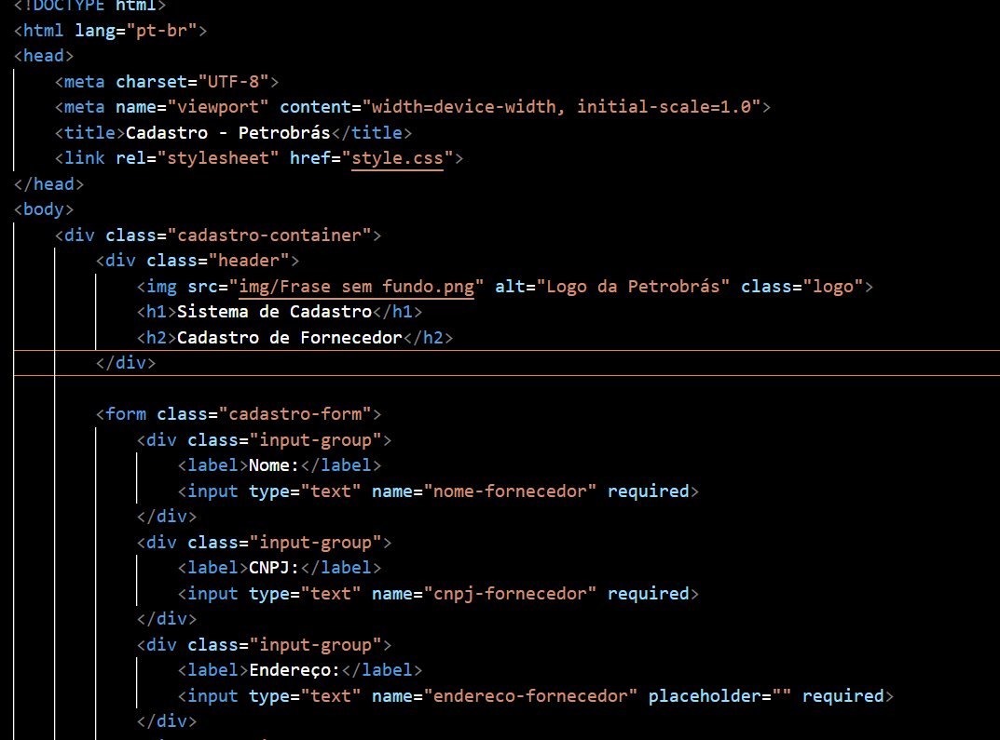 <!DOCTYPE html>
<html lang="pt-br">
<head>
    <meta charset="UTF-8">
    <meta name="viewport" content="width=device-width, initial-scale=1.0">
    <title>Cadastro - Petrobrás</title>
    <link rel="stylesheet" href="style.css">
</head>
<body>
    <div class="cadastro-container">
        <div class="header">
            <img src="img/Frase sem fundo.png" alt="Logo da Petrobrás" class="logo">
            <h1>Sistema de Cadastro</h1>
            <h2>Cadastro de Fornecedor</h2>
        </div>
        <form class="cadastro-form">
            <div class="input-group">
                <label>Nome:</label>
                <input type="text" name="nome-fornecedor" required>
            </div>
            <div class="input-group">
                <label>CNPJ:</label>
                <input type="text" name="cnpj-fornecedor" required>
            </div>
            <div class="input-group">
                <label>Endereço:</label>
                <input type="text" name="endereco-fornecedor" placeholder="" required>
            </div>